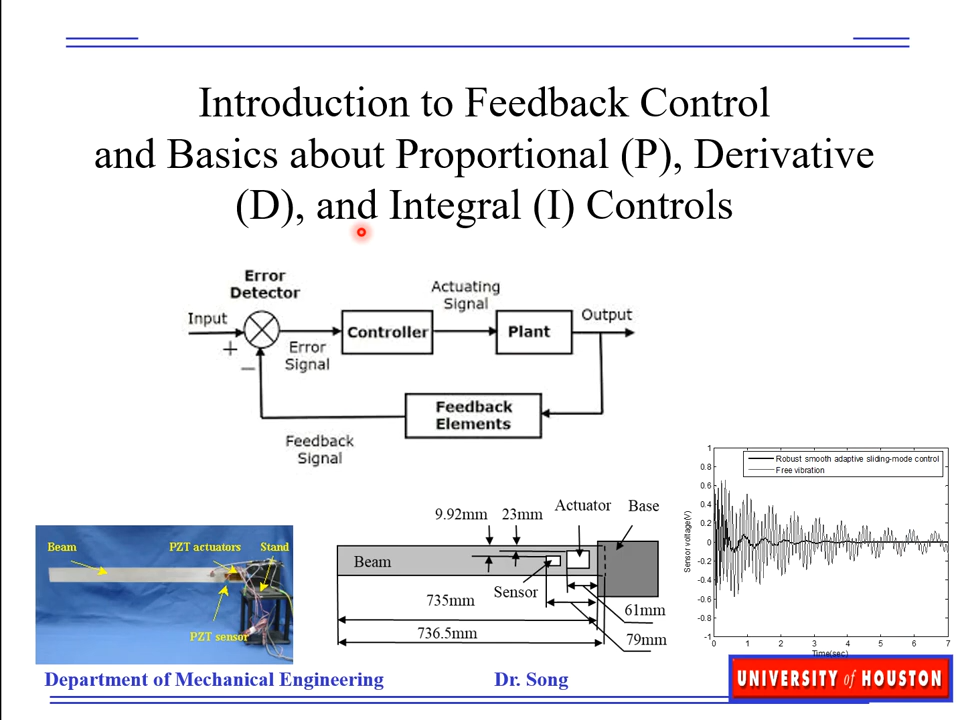 Introduction to Feedback Control
and Basics about Proportional (P), Derivative
(D), and Integral (I) Controls
Error
Detector
Input
+
−
Error
Signal
Controller
Actuating
Signal
Plant
Output
Feedback
Elements
Feedback
Signal
Beam
PZT actuators
Stand
PZT sensor
9.92mm
23mm
Actuator
Base
Beam
Sensor
735mm
61mm
736.5mm
79mm
Robust smooth adaptive sliding-mode control
Free vibration
Sensor voltage(V)
1
0.8
0.6
0.4
0.2
0
-0.2
-0.4
-0.6
-0.8
-1
0 1 2 3 4 5 6 7
Time(sec)
Department of Mechanical Engineering
Dr. Song
UNIVERSITY of HOUSTON